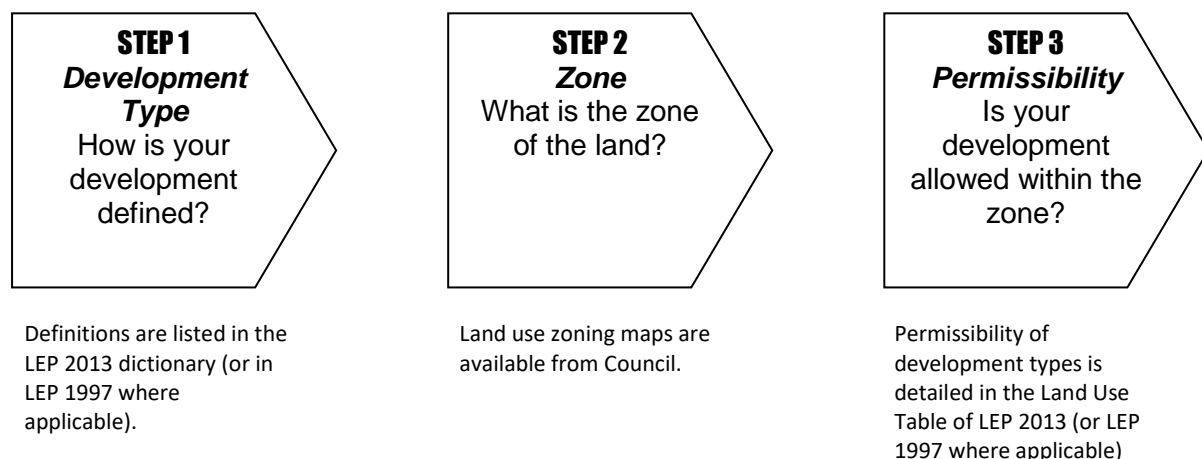 STEP 1
Development
Type
How is your
development
defined?
Definitions are listed in the
LEP 2013 dictionary (or in
LEP 1997 where
applicable).
STEP 2
Zone
What is the zone
of the land?
Land use zoning maps are
available from Council.
STEP 3
Permissibility
Is your
development
allowed within the
zone?
Permissibility of
development types is
detailed in the Land Use
Table of LEP 2013 (or LEP
1997 where applicable)